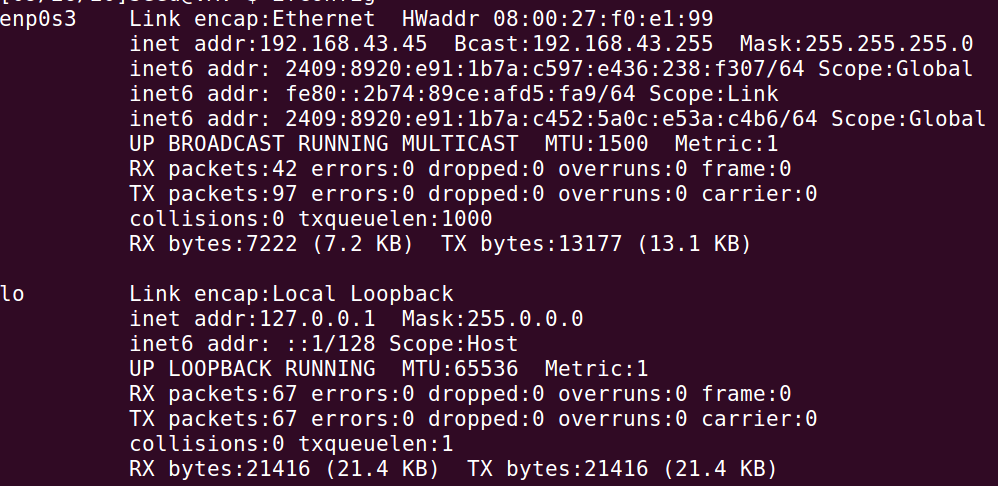 enp0s3    Link encap:Ethernet  HWaddr 08:00:27:f0:e1:99
          inet addr:192.168.43.45  Bcast:192.168.43.255  Mask:255.255.255.0
          inet6 addr: 2409:8920:e91:1b7a:c597:e436:238:f307/64 Scope:Global
          inet6 addr: fe80::2b74:89ce:afd5:fa9/64 Scope:Link
          inet6 addr: 2409:8920:e91:1b7a:c452:5a0c:e53a:c4b6/64 Scope:Global
          UP BROADCAST RUNNING MULTICAST  MTU:1500  Metric:1
          RX packets:42 errors:0 dropped:0 overruns:0 frame:0
          TX packets:97 errors:0 dropped:0 overruns:0 carrier:0
          collisions:0 txqueuelen:1000
          RX bytes:7222 (7.2 KB)  TX bytes:13177 (13.1 KB)

lo        Link encap:Local Loopback
          inet addr:127.0.0.1  Mask:255.0.0.0
          inet6 addr: ::1/128 Scope:Host
          UP LOOPBACK RUNNING  MTU:65536  Metric:1
          RX packets:67 errors:0 dropped:0 overruns:0 frame:0
          TX packets:67 errors:0 dropped:0 overruns:0 carrier:0
          collisions:0 txqueuelen:1
          RX bytes:21416 (21.4 KB)  TX bytes:21416 (21.4 KB)